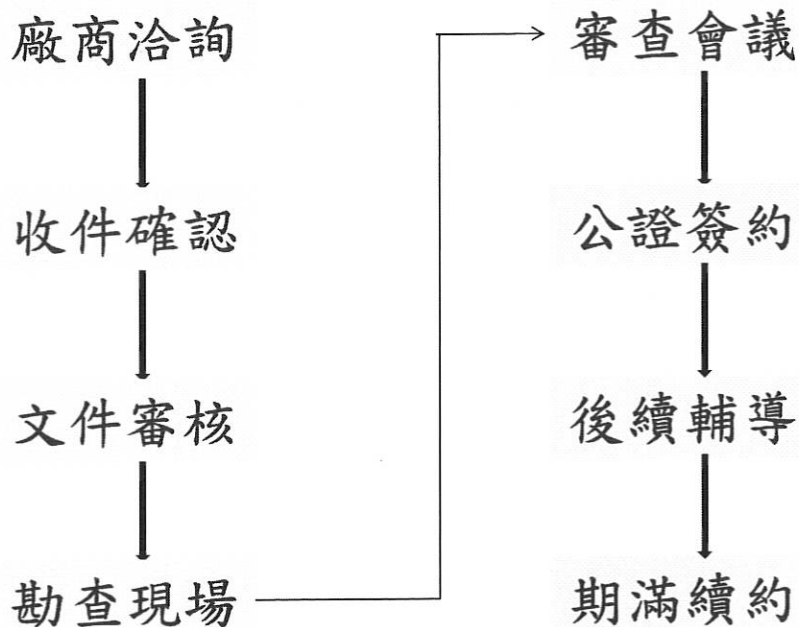 廠商洽詢
收件確認
文件審核
勘查現場
審查會議
公證簽約
後續輔導
期滿續約